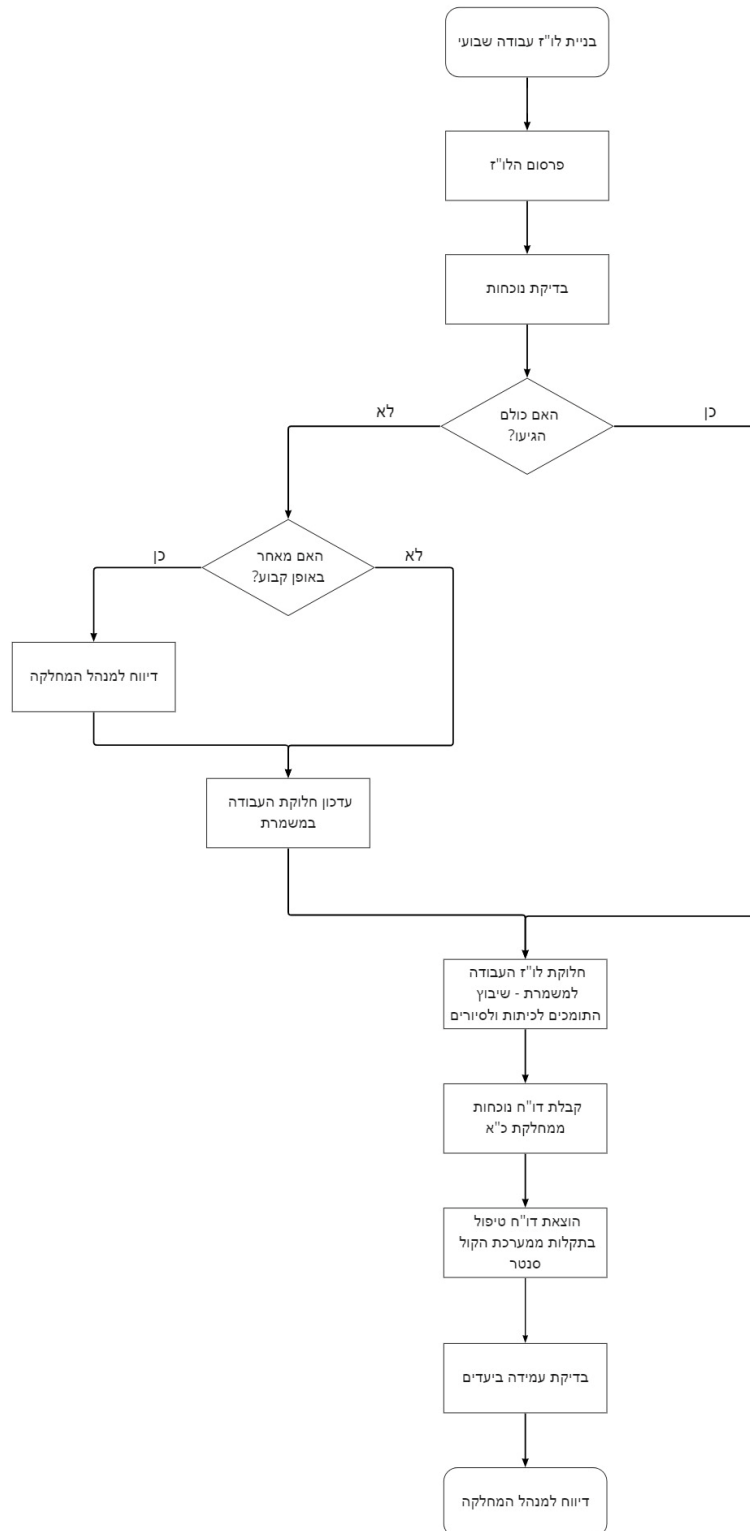 בניית לו"ז עבודה שבועי
פרסום הלו"ז
בדיקת נוכחות
האם כולם
הגיעו?
כן
לא
האם מאחר
באופן קבוע?
לא
כן
דיווח למנהל המחלקה
עדכון חלוקת העבודה
במשמרת
חלוקת לו"ז העבודה
למשמרת - שיבוץ
התומכים לכיתות ולסיורים
קבלת דו"ח נוכחות
ממחלקת כ"א
הוצאת דו"ח טיפול
בתקלות ממערכת הקול
סנטר
בדיקת עמידה ביעדים
דיווח למנהל המחלקה